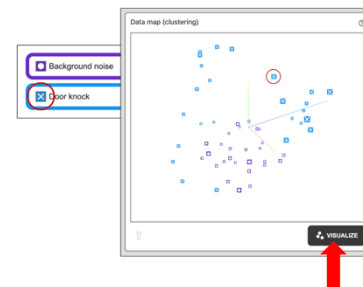 Data map (clustering)
Background noise
Door knock
VISUALIZE